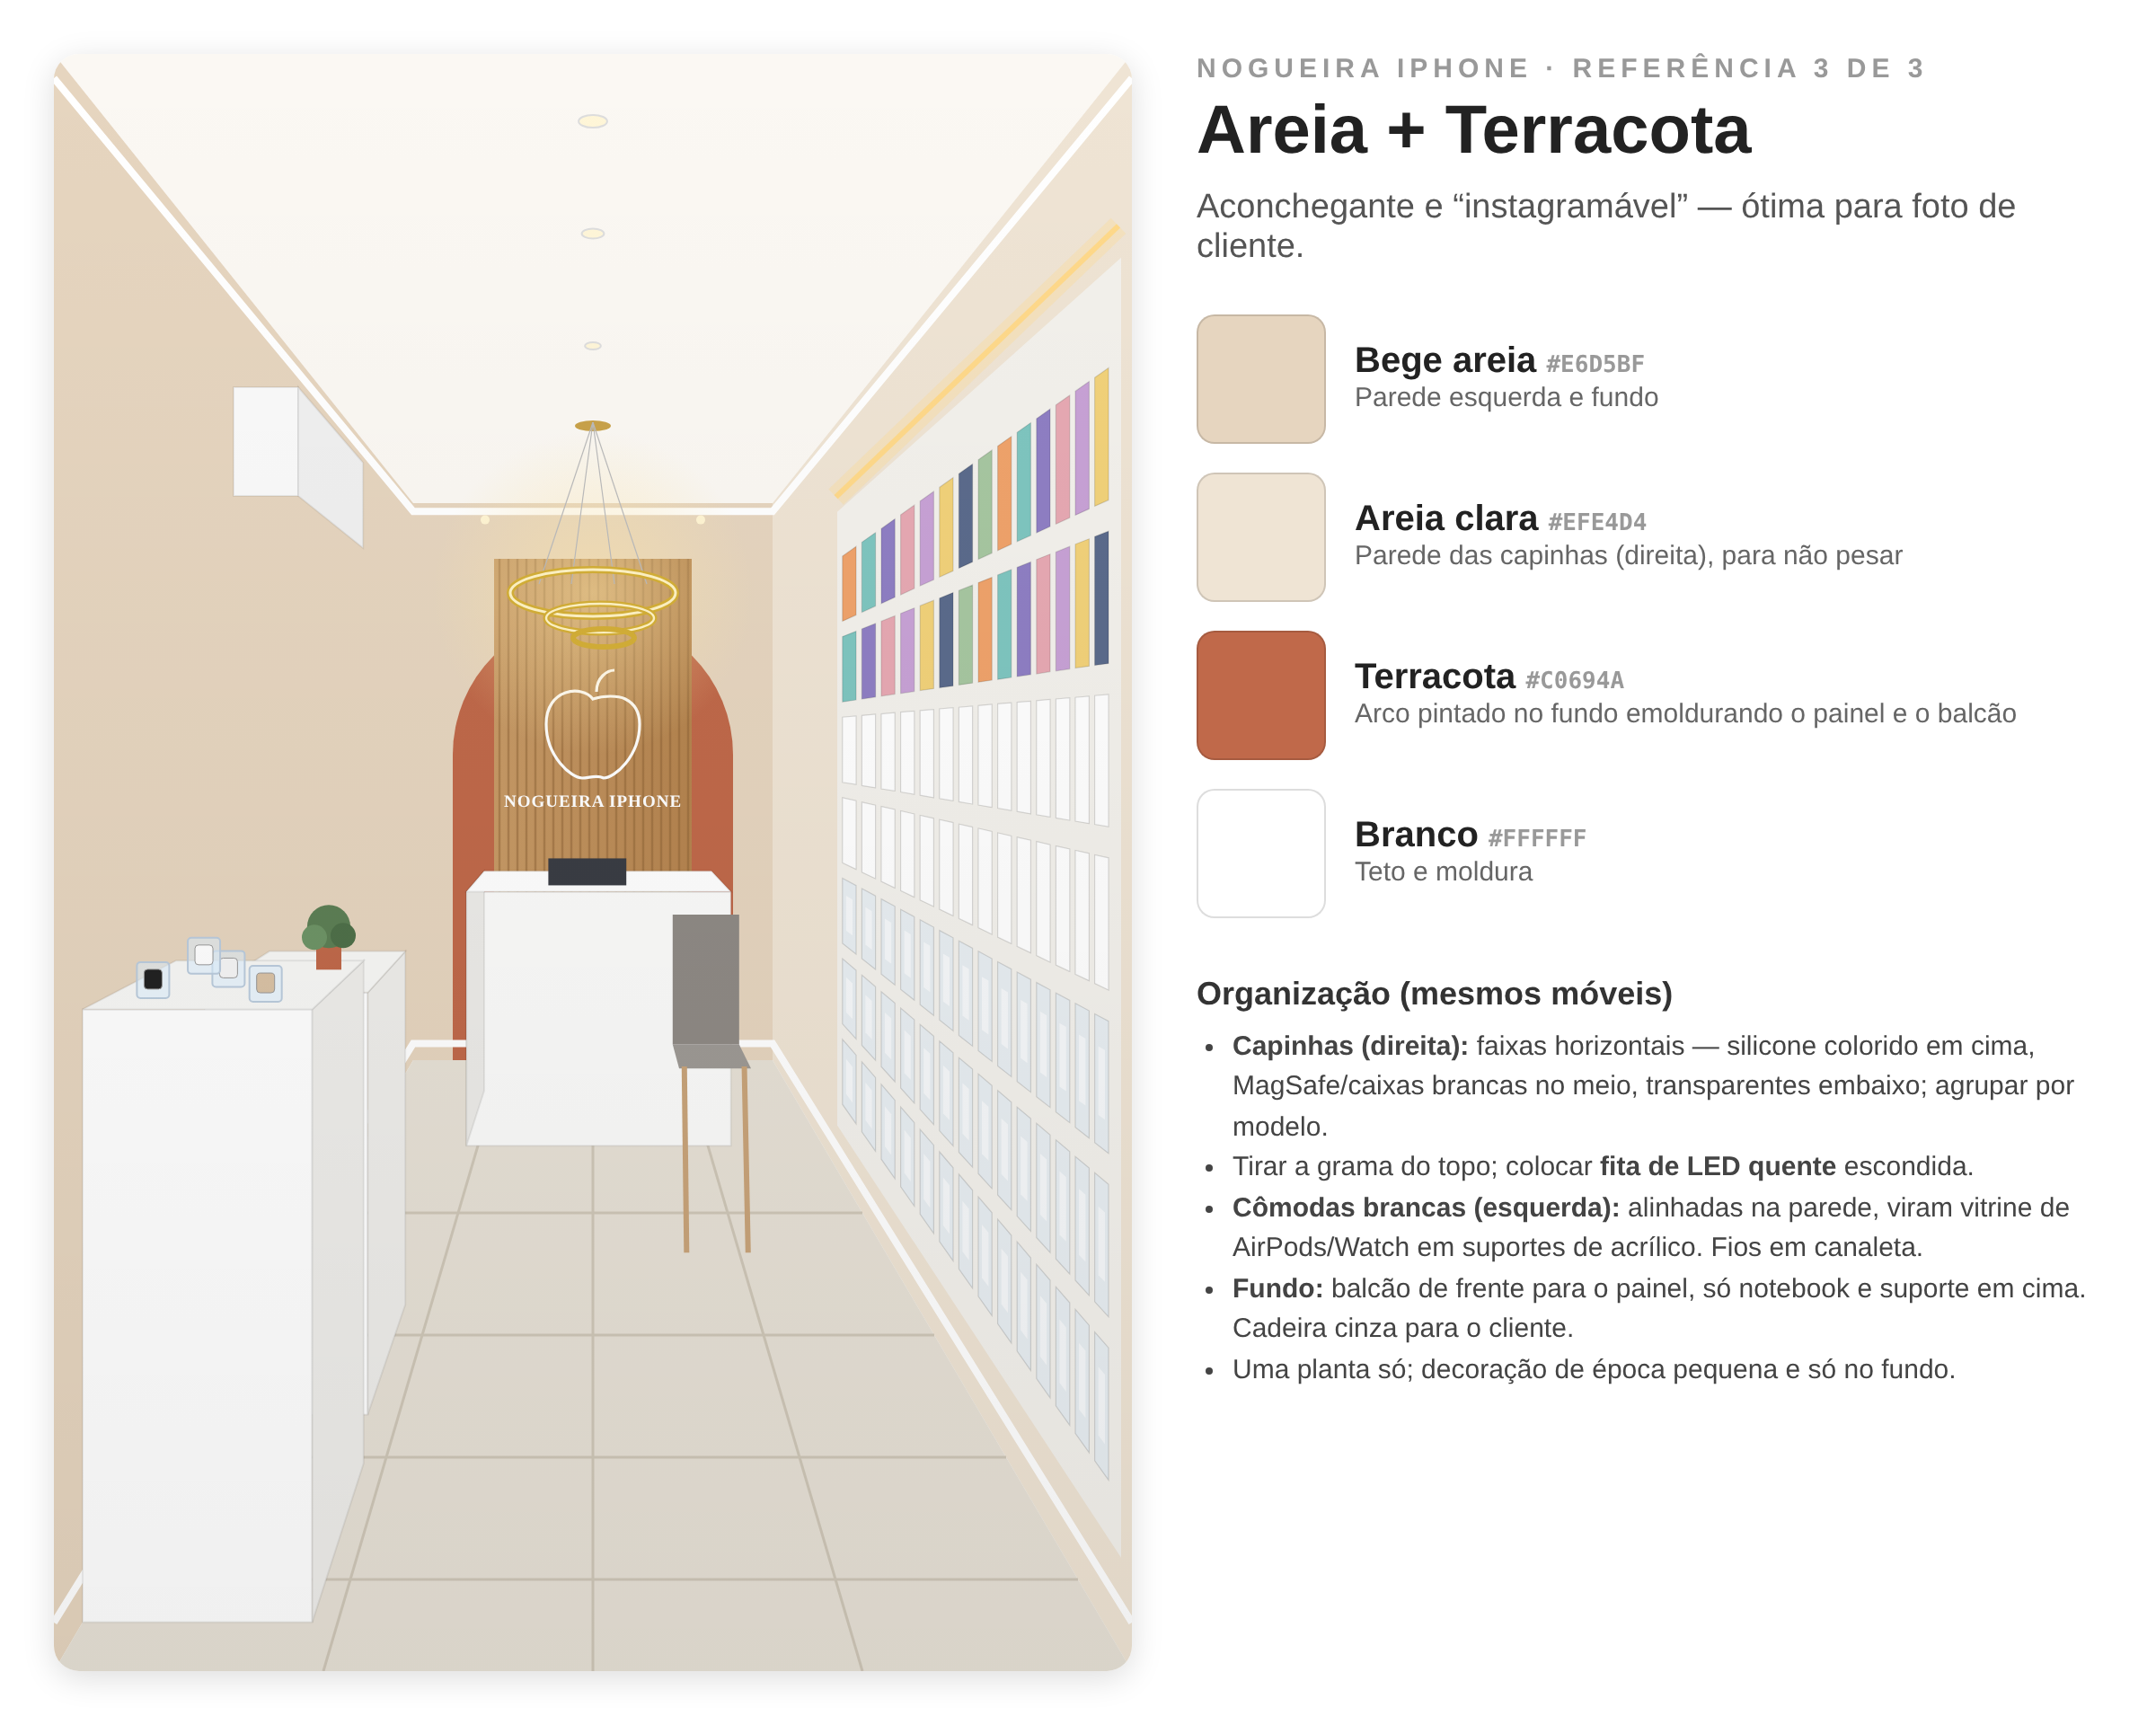 NOGUEIRA IPHONE · REFERÊNCIA 3 DE 3
Areia + Terracota
Aconchegante e “instagramável” — ótima para foto de
cliente.
Bege areia #E6D5BF
Parede esquerda e fundo
Areia clara #EFE4D4
Parede das capinhas (direita), para não pesar
Terracota #C0694A
Arco pintado no fundo emoldurando o painel e o balcão
Branco #FFFFFF
Teto e moldura
Organização (mesmos móveis)
• Capinhas (direita): faixas horizontais — silicone colorido em cima,
MagSafe/caixas brancas no meio, transparentes embaixo; agrupar por
modelo.
• Tirar a grama do topo; colocar fita de LED quente escondida.
• Cômodas brancas (esquerda): alinhadas na parede, viram vitrine de
AirPods/Watch em suportes de acrílico. Fios em canaleta.
• Fundo: balcão de frente para o painel, só notebook e suporte em cima.
Cadeira cinza para o cliente.
• Uma planta só; decoração de época pequena e só no fundo.
NOGUEIRA IPHONE